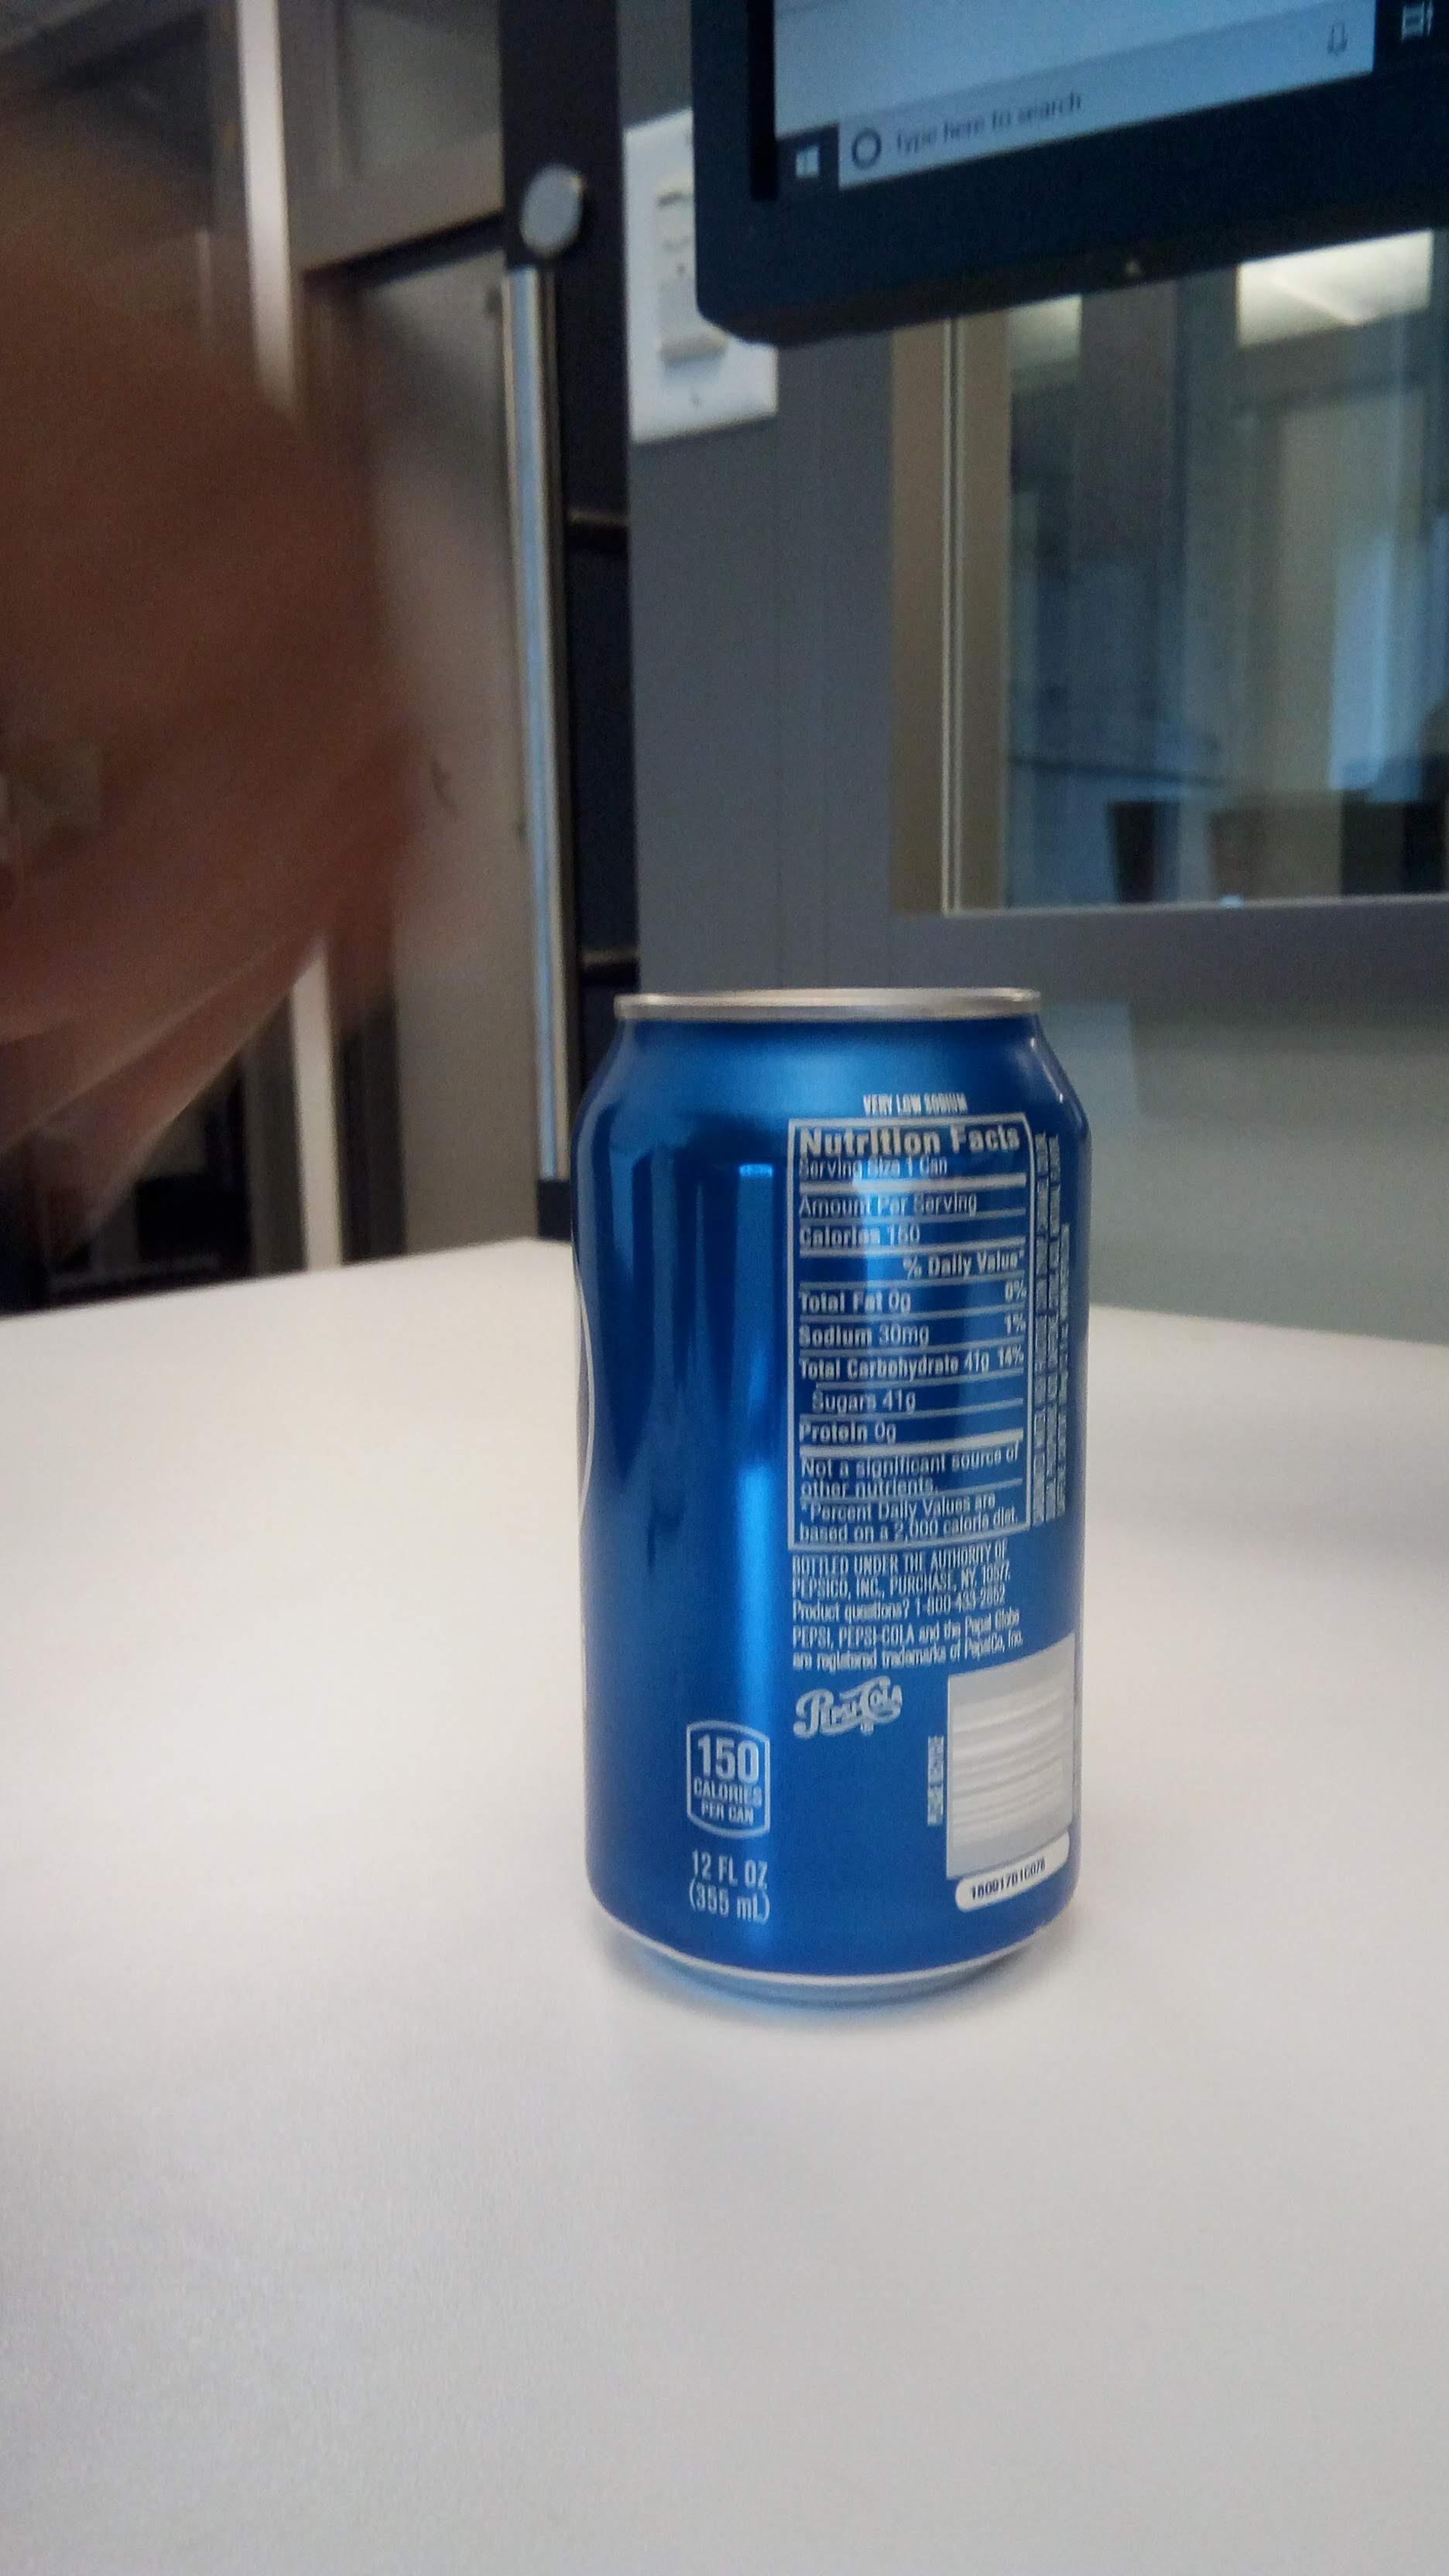 Type here to search
VERY LOW SODIUM
Nutrition Facts
Serving Size 1 Can
Amount Per Serving
Calories 150
% Daily Value*
Total Fat 0g 0%
Sodium 30mg 1%
Total Carbohydrate 41g 14%
Sugars 41g
Protein 0g
Not a significant source of
other nutrients.
*Percent Daily Values are
based on a 2,000 calorie diet.
BOTTLED UNDER THE AUTHORITY OF
PEPSICO, INC., PURCHASE, NY, 10577.
Product questions? 1-800-433-2652
PEPSI, PEPSI-COLA and the Pepsi Globe
are registered trademarks of PepsiCo, Inc.
PEPSI-COLA
150
CALORIES
PER CAN
12 FL OZ
(355 mL)